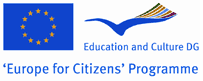 Education and Culture DG
'Europe for Citizens' Programme